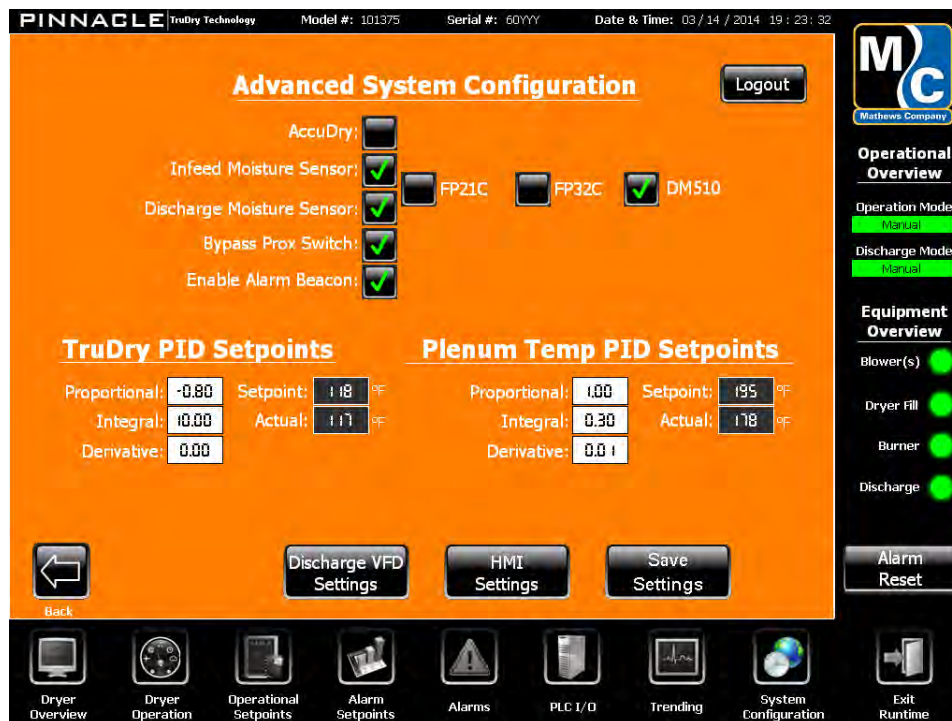 PINNACLE TruDry Technology Model #: 101375 Serial #: 60YYY Date & Time: 03/14/2014 19:23:32
Advanced System Configuration
Logout
AccuDry:
Infeed Moisture Sensor:
Discharge Moisture Sensor:
FP21C FP32C DM510
Bypass Prox Switch:
Enable Alarm Beacon:
TruDry PID Setpoints
Proportional: -0.80 Setpoint: 118 °F
Integral: 10.00 Actual: 117 °F
Derivative: 0.00
Plenum Temp PID Setpoints
Proportional: 1.00 Setpoint: 195 °F
Integral: 0.30 Actual: 178 °F
Derivative: 0.01
Back
Discharge VFD
Settings
HMI
Settings
Save
Settings
MC
Mathews Company
Operational
Overview
Operation Mode
Manual
Discharge Mode
Manual
Equipment
Overview
Blower(s)
Dryer Fill
Burner
Discharge
Alarm
Reset
Dryer
Overview
Dryer
Operation
Operational
Setpoints
Alarm
Setpoints
Alarms
PLC I/O
Trending
System
Configuration
Exit
Runtime